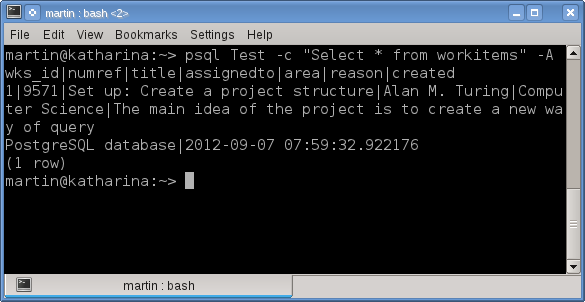 martin : bash <2>
File Edit View Bookmarks Settings Help
martin@katharina:~> psql Test -c "Select * from workitems" -A
wks_id|numref|title|assignedto|area|reason|created
1|9571|Set up: Create a project structure|Alan M. Turing|Compu
ter Science|The main idea of the project is to create a new wa
y of query
PostgreSQL database|2012-09-07 07:59:32.922176
(1 row)
martin@katharina:~>
martin : bash